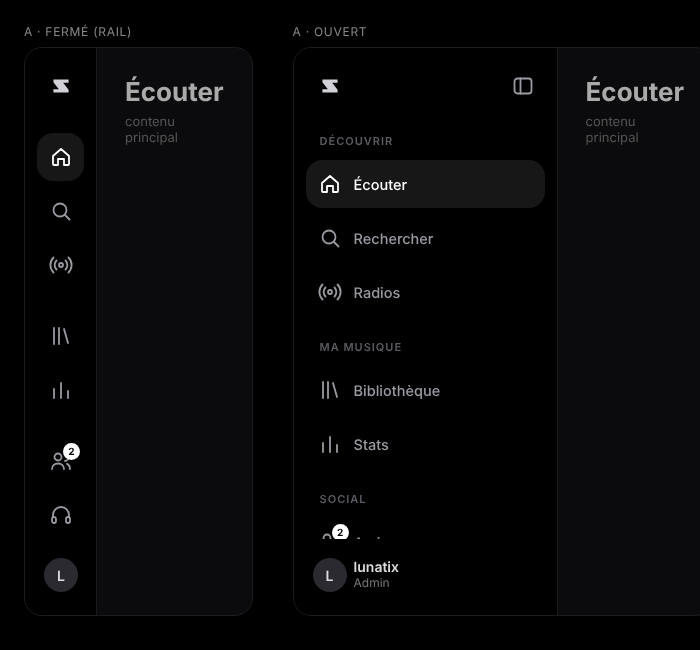 A · FERMÉ (RAIL)
Écouter
contenu
principal
2
L
A · OUVERT
DÉCOUVRIR
Écouter
Rechercher
Radios
MA MUSIQUE
Bibliothèque
Stats
SOCIAL
2
L
lunatix
Admin
Écouter
contenu
principal